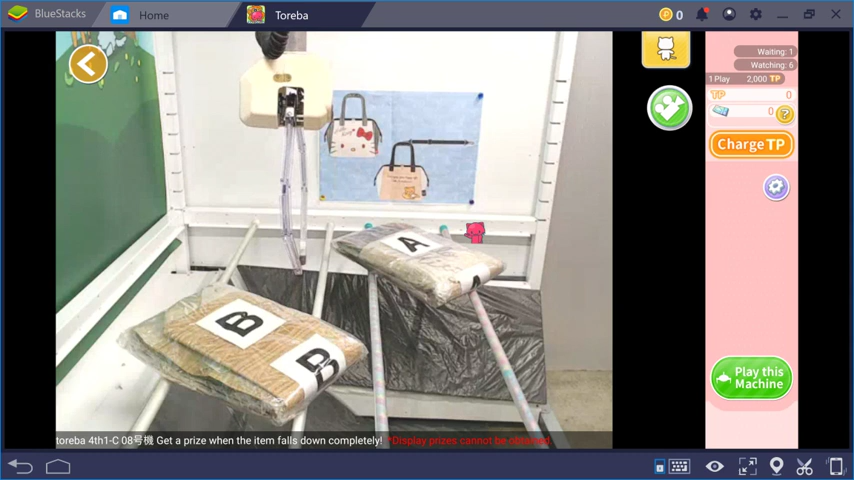 BlueStacks
Home
Toreba
0
Waiting: 1
Watching: 6
1 Play 2,000 TP
TP 0
0 ?
Charge TP
Hello Kitty
A
B
B
Play this
Machine
toreba 4th1-C 08号機 Get a prize when the item falls down completely! *Display prizes cannot be obtained.